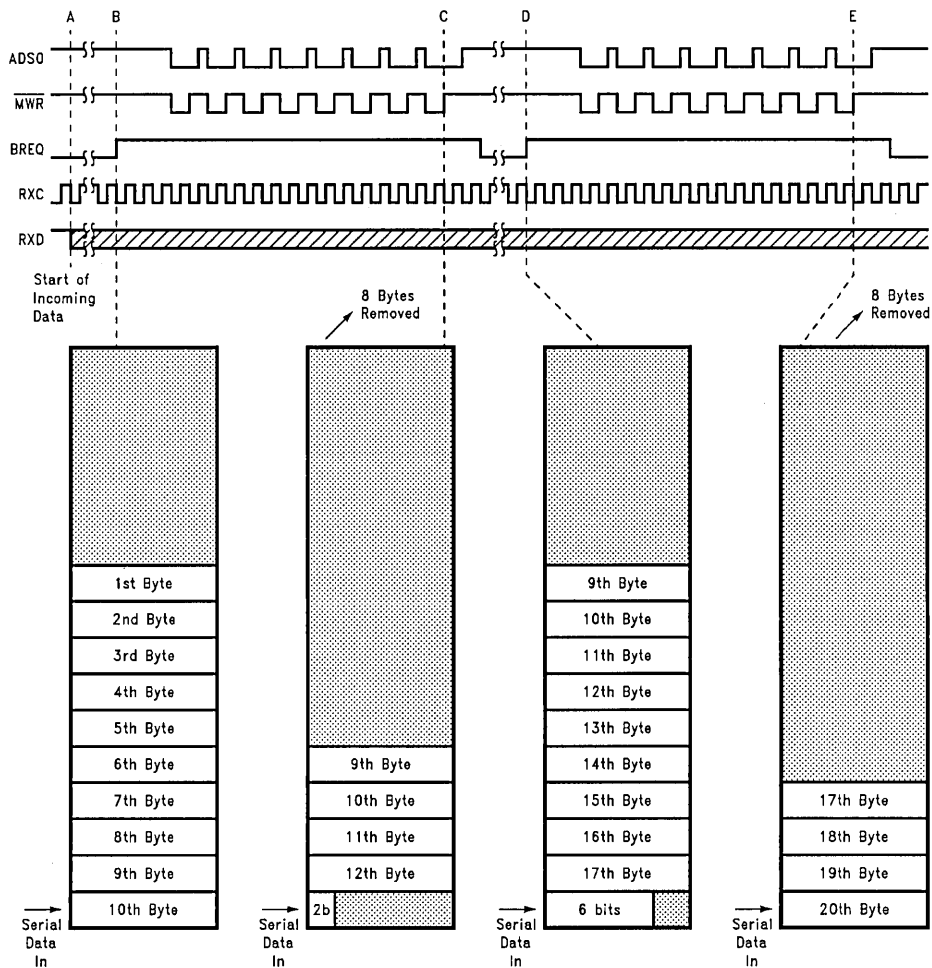 A B C D E
ADS0
MWR
BREQ
RXC
RXD
Start of
Incoming
Data
8 Bytes
Removed
8 Bytes
Removed
1st Byte
2nd Byte
3rd Byte
4th Byte
5th Byte
6th Byte
7th Byte
8th Byte
9th Byte
10th Byte
Serial
Data
In
9th Byte
10th Byte
11th Byte
12th Byte
2b
Serial
Data
In
9th Byte
10th Byte
11th Byte
12th Byte
13th Byte
14th Byte
15th Byte
16th Byte
17th Byte
6 bits
Serial
Data
In
17th Byte
18th Byte
19th Byte
20th Byte
Serial
Data
In